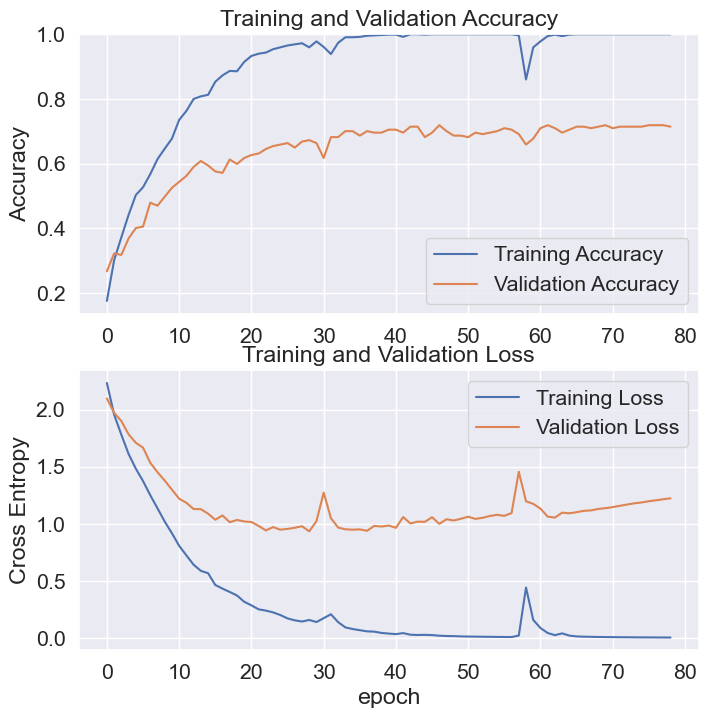 Training and Validation Accuracy
1.0
0.8
0.6
0.4
0.2
Accuracy
Training Accuracy
Validation Accuracy
0 10 20 30 40 50 60 70 80
Training and Validation Loss
2.0
1.5
1.0
0.5
0.0
Cross Entropy
Training Loss
Validation Loss
0 10 20 30 40 50 60 70 80
epoch